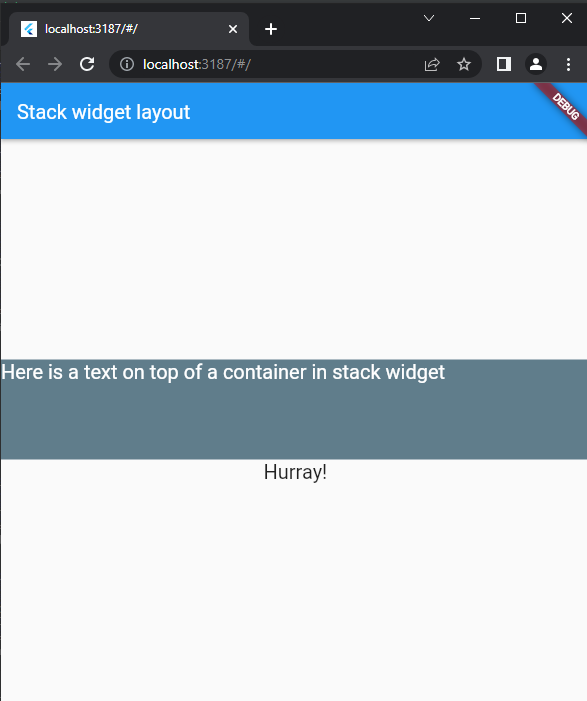 localhost:3187/#/
localhost:3187/#/
Stack widget layout
DEBUG
Here is a text on top of a container in stack widget
Hurray!